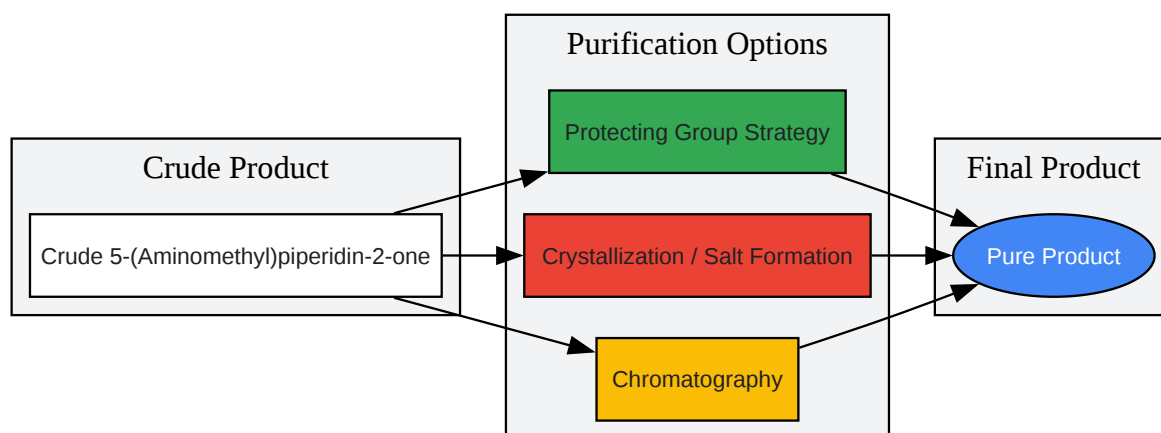 Crude Product
Crude 5-(Aminomethyl)piperidin-2-one
Purification Options
Protecting Group Strategy
Crystallization / Salt Formation
Chromatography
Final Product
Pure Product